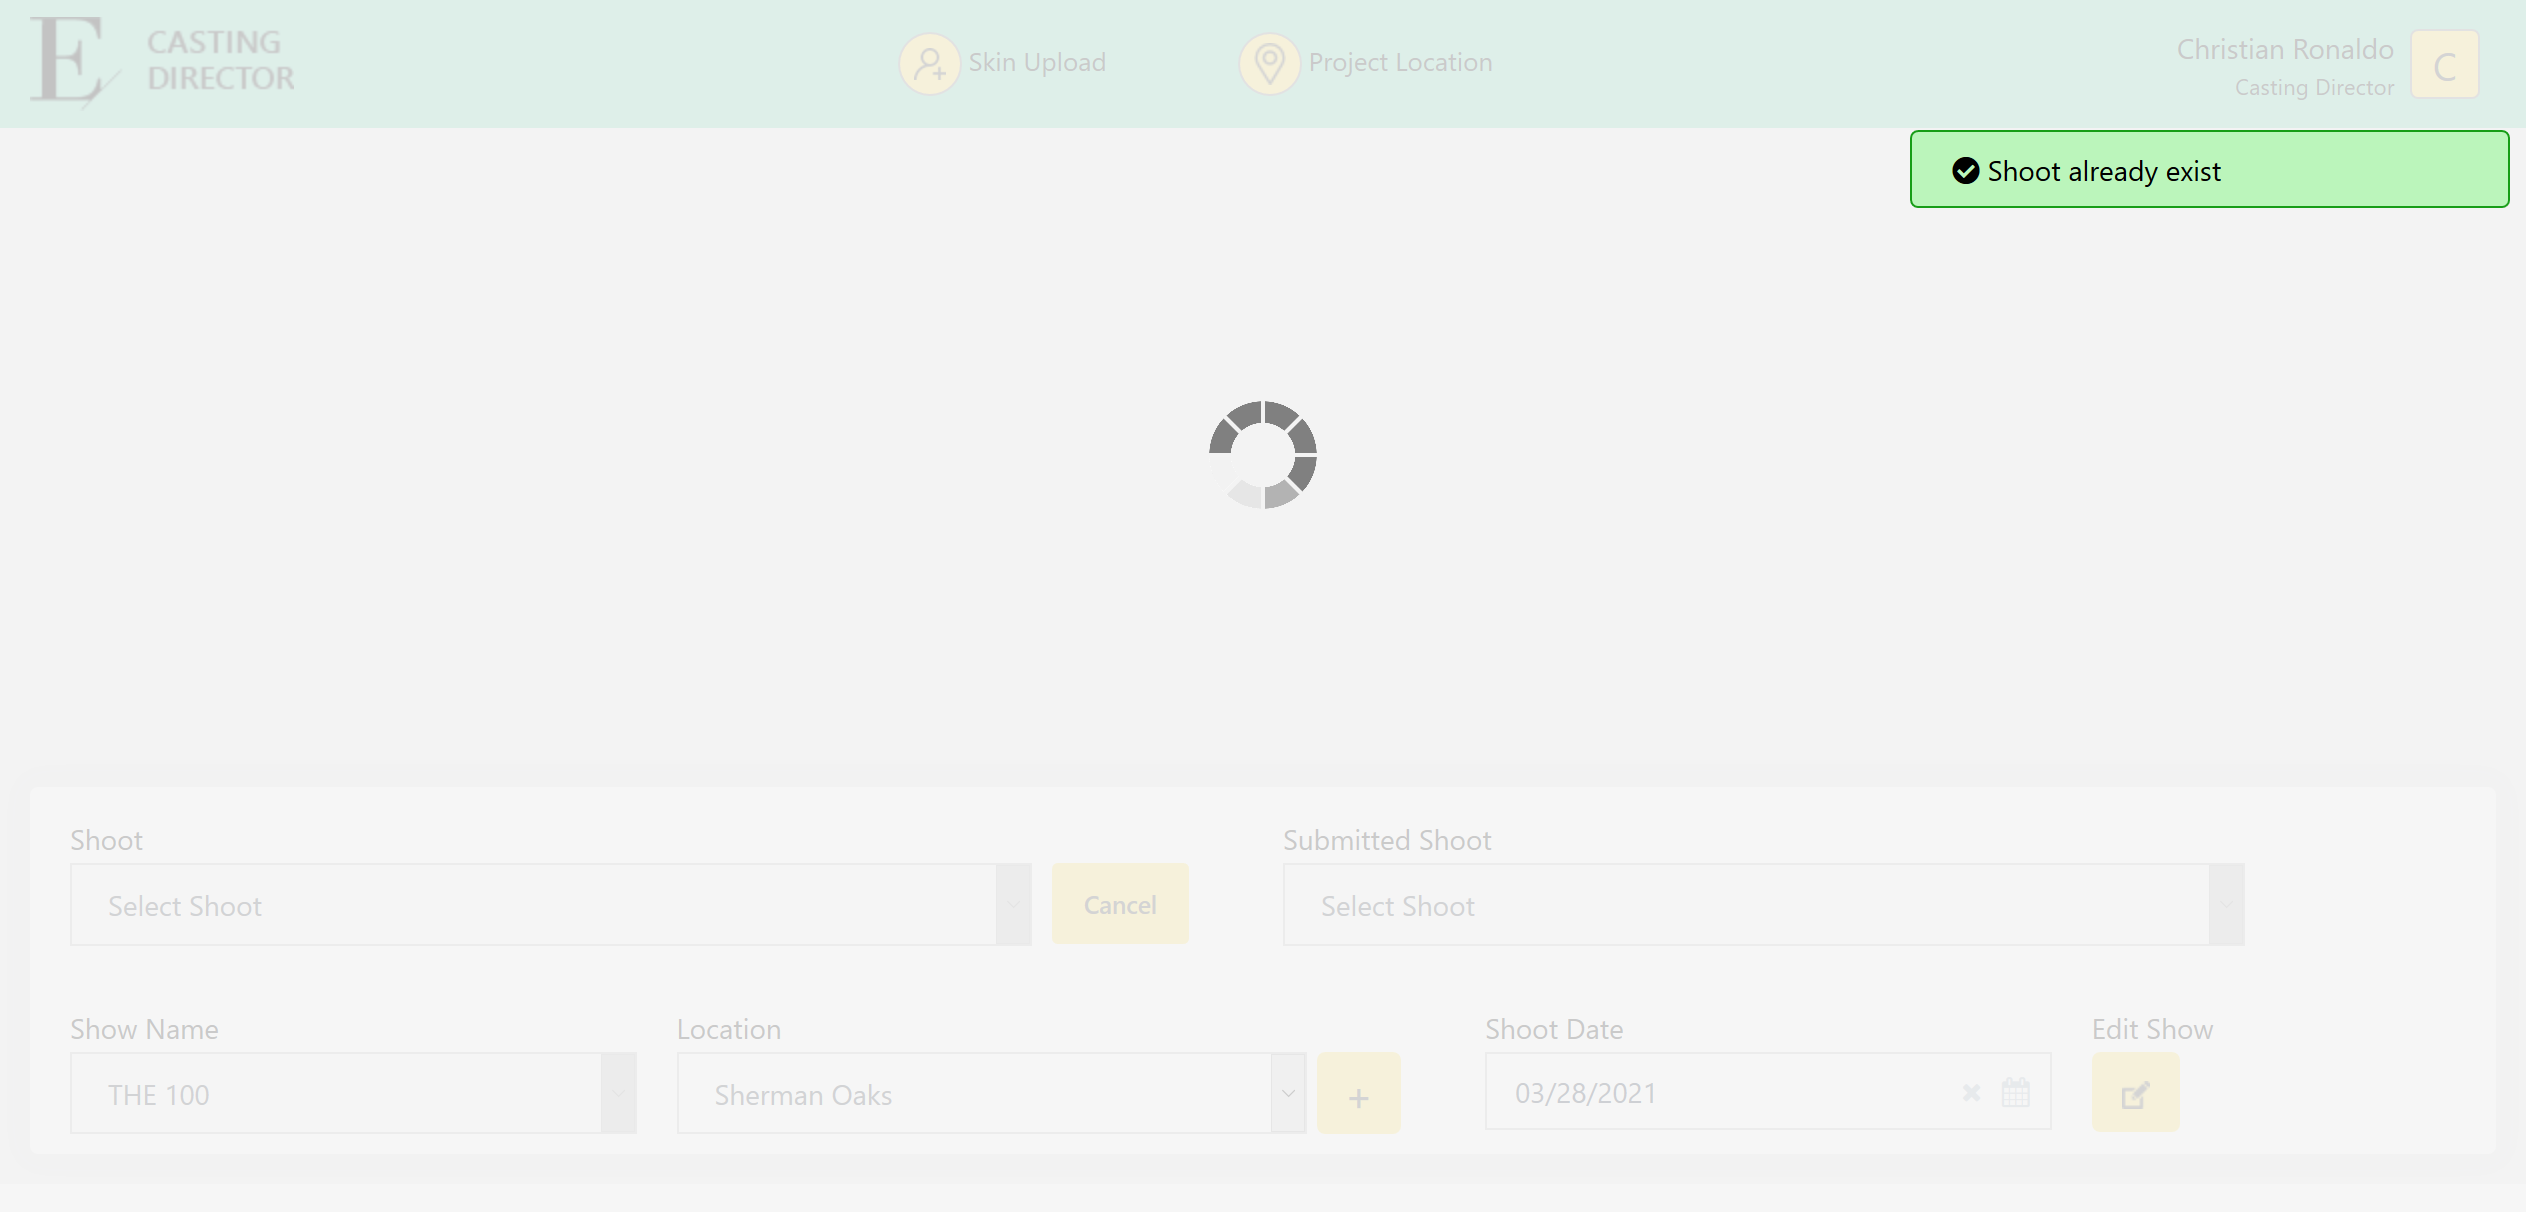 E
CASTING
DIRECTOR
Skin Upload
Project Location
Christian Ronaldo
Casting Director
C
Shoot already exist
Shoot
Select Shoot
Cancel
Submitted Shoot
Select Shoot
Show Name
THE 100
Location
Sherman Oaks
+
Shoot Date
03/28/2021
Edit Show